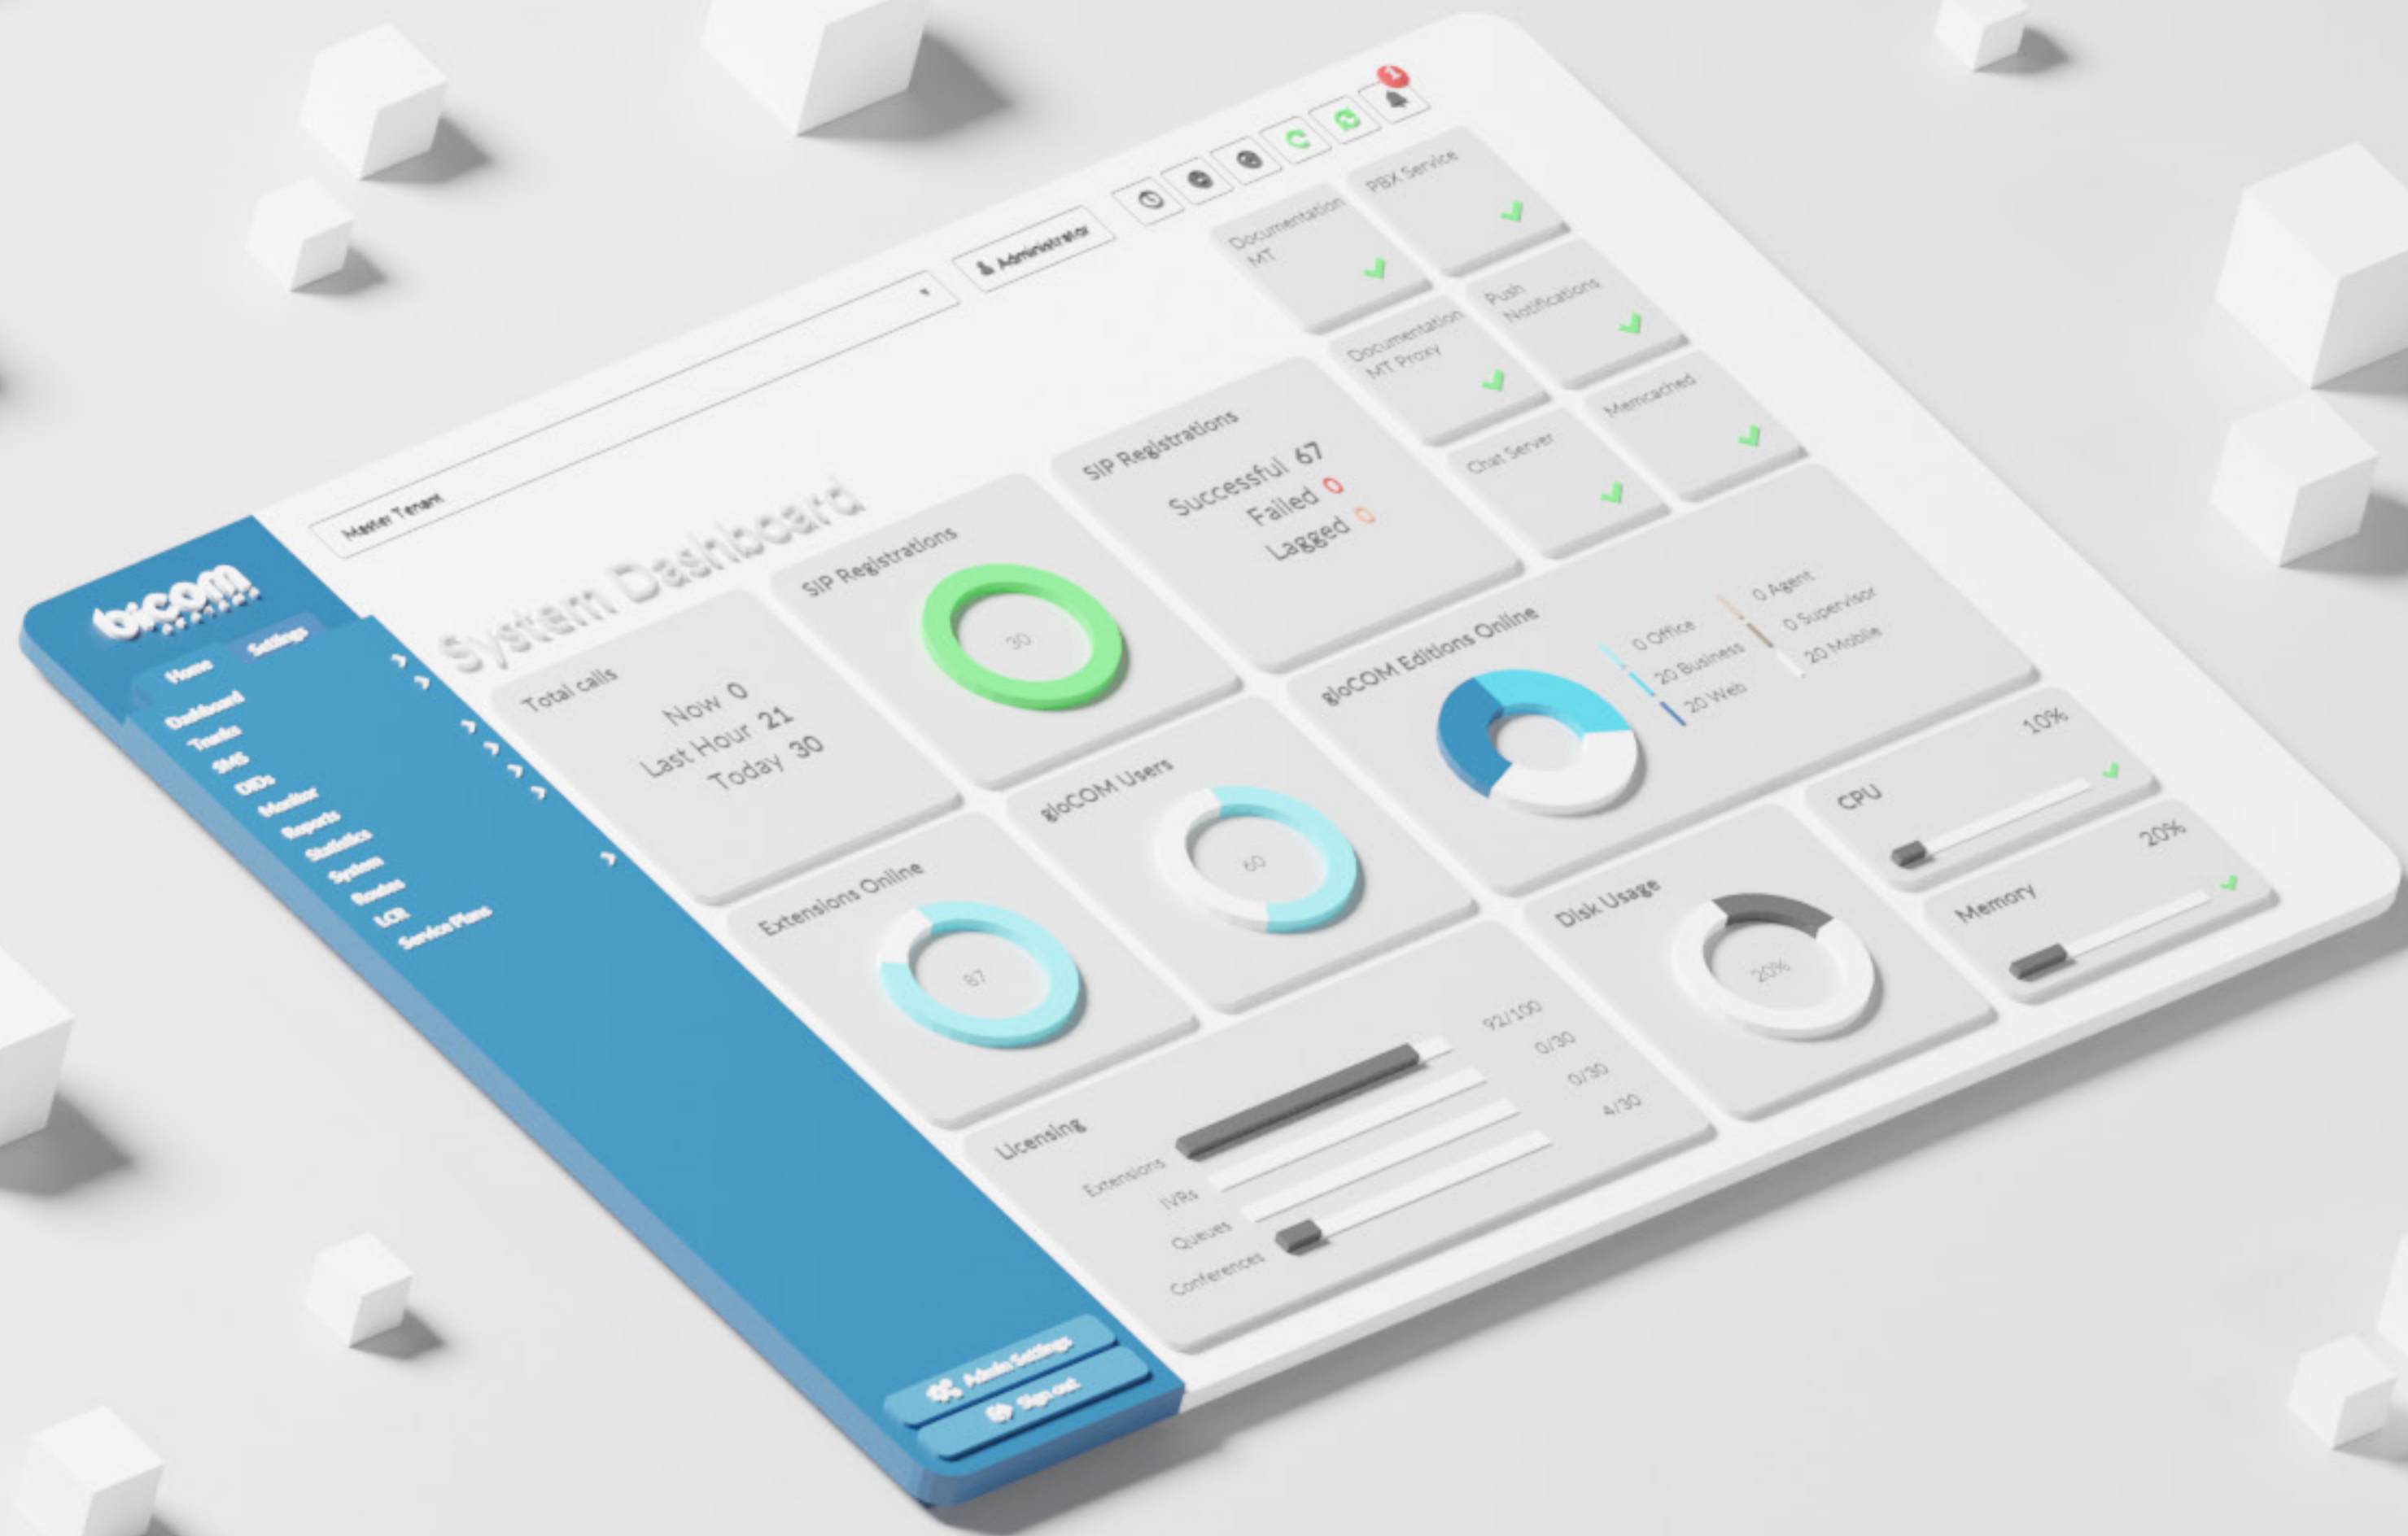 bicom
SYSTEMS
Home
Settings
Dashboard
Trunks
SMS
DIDs
Monitor
Reports
Statistics
System
Routes
LCR
Service Plans
Admin Settings
Sign out
Master Tenant
Administrator
1
System Dashboard
Total calls
Now 0
Last Hour 21
Today 30
SIP Registrations
30
SIP Registrations
Successful 67
Failed 0
Lagged 0
Documentation
MT
PBX Service
Documentation
MT Proxy
Push
Notifications
Chat Server
Memcached
Extensions Online
87
gloCOM Users
60
gloCOM Editions Online
0 Office
20 Business
20 Web
0 Agent
0 Supervisor
20 Mobile
Licensing
Extensions 92/100
IVRs 0/30
Queues 0/30
Conferences 4/30
Disk Usage
20%
CPU 10%
Memory 20%